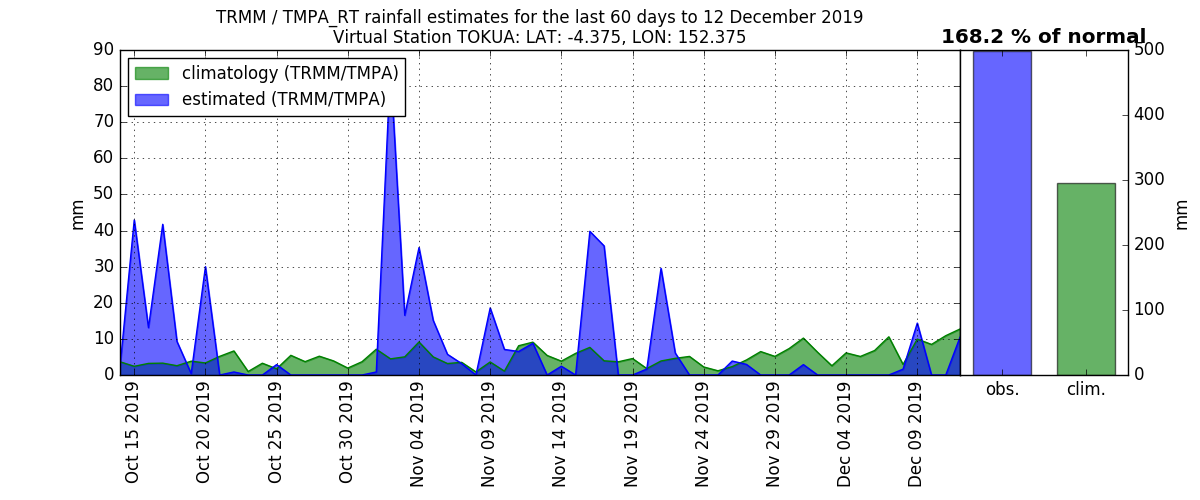 TRMM / TMPA_RT rainfall estimates for the last 60 days to 12 December 2019
Virtual Station TOKUA: LAT: -4.375, LON: 152.375
168.2 % of normal
climatology (TRMM/TMPA)
estimated (TRMM/TMPA)
90
80
70
60
50
40
30
20
10
0
mm
Oct 15 2019
Oct 20 2019
Oct 25 2019
Oct 30 2019
Nov 04 2019
Nov 09 2019
Nov 14 2019
Nov 19 2019
Nov 24 2019
Nov 29 2019
Dec 04 2019
Dec 09 2019
obs.
clim.
500
400
300
200
100
0
mm